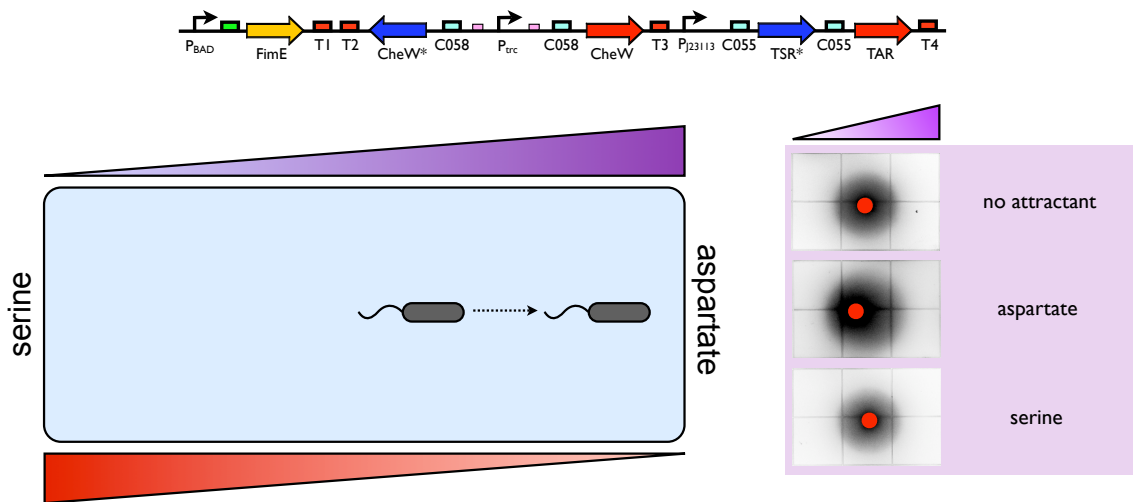 P_BAD FimE T1 T2 CheW* C058 P_trc C058 CheW T3 P_J23113 C055 TSR* C055 TAR T4
serine
aspartate
no attractant
aspartate
serine